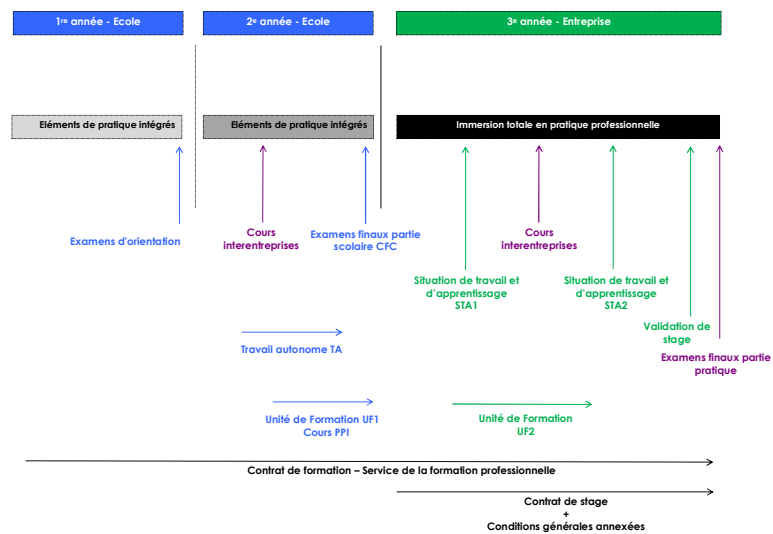 1re année - Ecole
2e année - Ecole
3e année - Entreprise
Eléments de pratique intégrés
Eléments de pratique intégrés
Immersion totale en pratique professionnelle
Examens d'orientation
Cours
interentreprises
Examens finaux partie
scolaire CFC
Cours
interentreprises
Situation de travail et
d'apprentissage
STA1
Situation de travail et
d'apprentissage
STA2
Validation de
stage
Examens finaux partie
pratique
Travail autonome TA
Unité de Formation UF1
Cours PPI
Unité de Formation
UF2
Contrat de formation – Service de la formation professionnelle
Contrat de stage
+
Conditions générales annexées